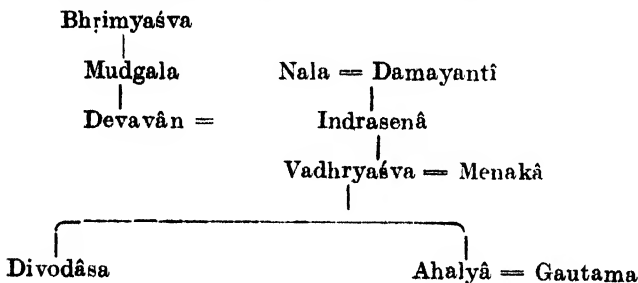 Bhṛimyaśva
Mudgala Nala = Damayantî
Devavân = Indrasenâ
Vadhryaśva = Menakâ
Divodâsa Ahalyâ = Gautama